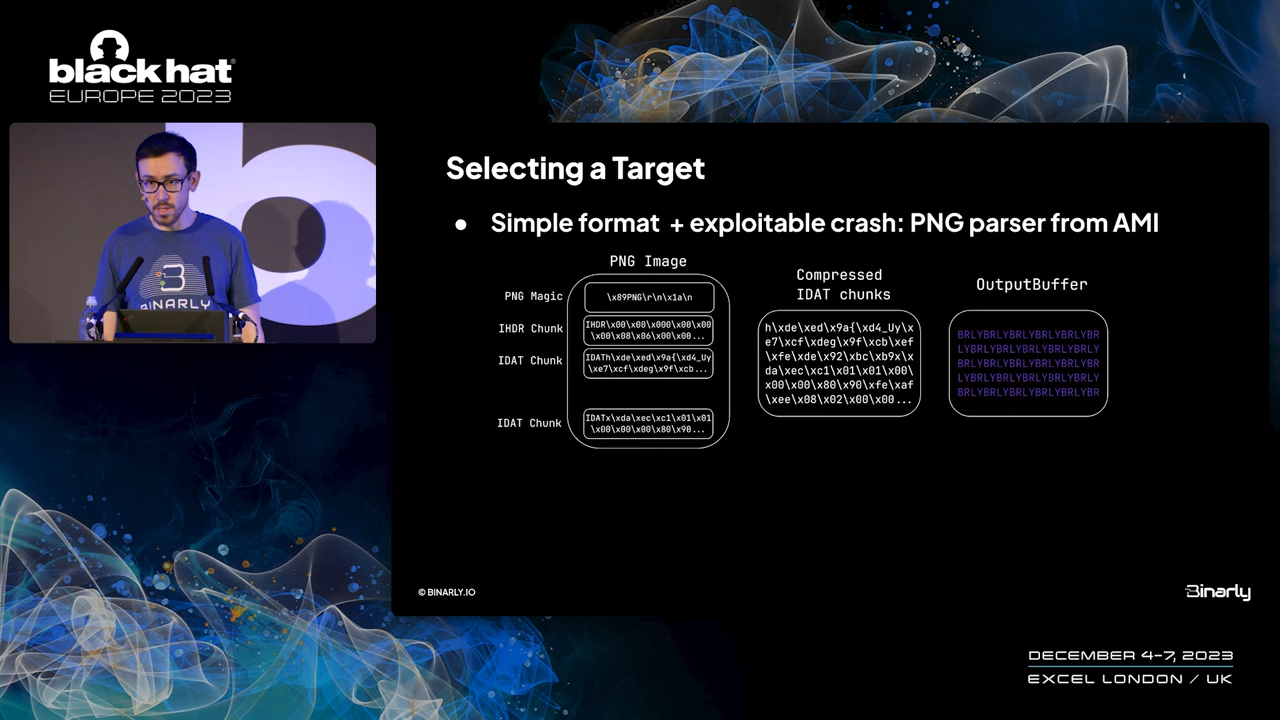 black hat
EUROPE 2023
BINARLY
Selecting a Target
● Simple format + exploitable crash: PNG parser from AMI
PNG Image
PNG Magic
\x89PNG\r\n\x1a\n
IHDR Chunk
IHDR\x00\x00\x000\x00\x00
\x00\x08\x06\x00\x00...
IDAT Chunk
IDATh\xde\xed\x9a{\xd4_Uy
\xe7\xcf\xdeg\x9f\xcb...
IDAT Chunk
IDATx\xda\xec\xc1\x01\x01
\x00\x00\x00\x80\x90...
Compressed
IDAT chunks
h\xde\xed\x9a{\xd4_Uy\x
e7\xcf\xdeg\x9f\xcb\xef
\xfe\xde\x92\xbc\xb9x\x
da\xec\xc1\x01\x01\x00\
x00\x00\x80\x90\xfe\xaf
\xee\x08\x02\x00\x00...
OutputBuffer
BRLYBRLYBRLYBRLYBRLYBR
LYBRLYBRLYBRLYBRLYBRLY
BRLYBRLYBRLYBRLYBRLYBR
LYBRLYBRLYBRLYBRLYBRLY
BRLYBRLYBRLYBRLYBRLYBR
© BINARLY.IO
Binarly
DECEMBER 4-7, 2023
EXCEL LONDON / UK